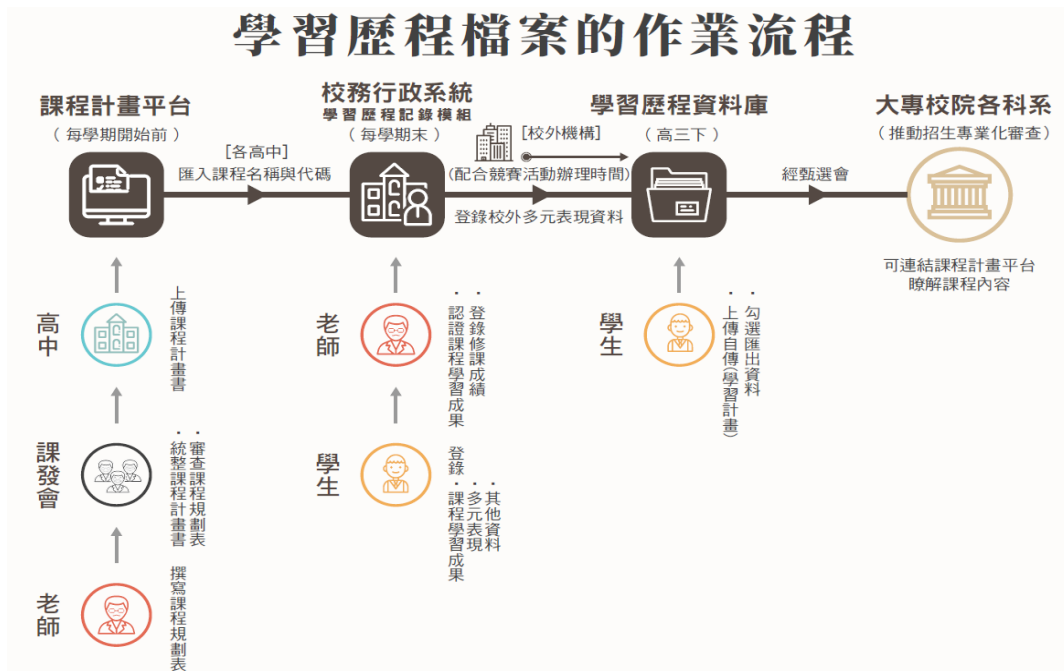 學習歷程檔案的作業流程
課程計畫平台
（每學期開始前）
[各高中]
匯入課程名稱與代碼
校務行政系統
學習歷程記錄模組
（每學期末）
[校外機構]
(配合競賽活動辦理時間)
登錄校外多元表現資料
學習歷程資料庫
（高三下）
經甄選會
大專校院各科系
（推動招生專業化審查）
可連結課程計畫平台
瞭解課程內容
高中
上傳課程計畫書
課發會
・審查課程規劃表
・統整課程計畫書
老師
撰寫課程規劃表
老師
・登錄修課成績
・認證課程學習成果
學生
登錄・課程學習成果
・多元表現
・其他資料
學生
・勾選匯出資料
・上傳自傳(學習計畫)